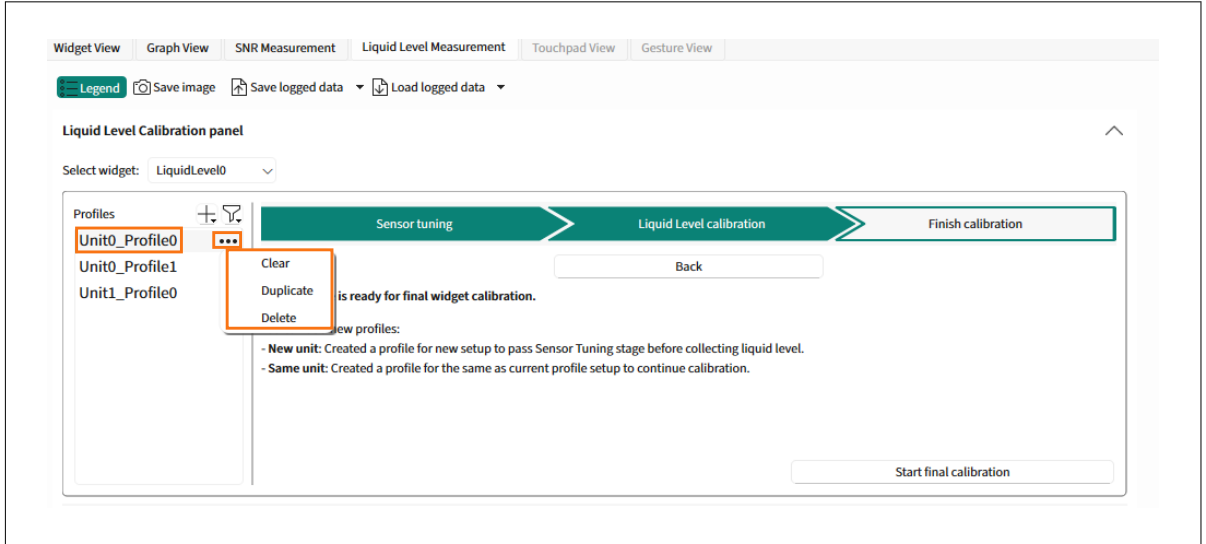 Widget View Graph View SNR Measurement Liquid Level Measurement Touchpad View Gesture View
Legend Save image Save logged data Load logged data
Liquid Level Calibration panel
Select widget: LiquidLevel0
Profiles
Sensor tuning Liquid Level calibration Finish calibration
Unit0_Profile0
Unit0_Profile1
Unit1_Profile0
Clear
Duplicate
Delete
Back
is ready for final widget calibration.
ew profiles:
- New unit: Created a profile for new setup to pass Sensor Tuning stage before collecting liquid level.
- Same unit: Created a profile for the same as current profile setup to continue calibration.
Start final calibration